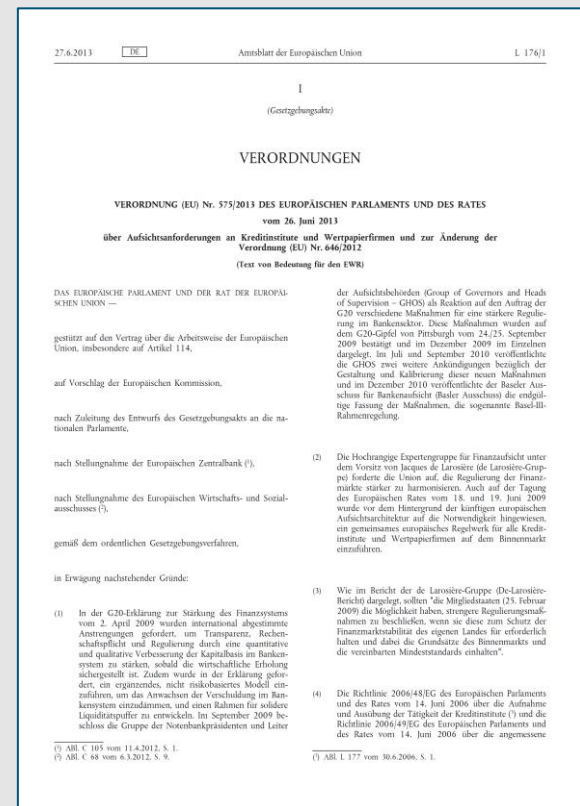 27.6.2013
DE
Amtsblatt der Europäischen Union
L 176/1
I
(Gesetzgebungsakte)
VERORDNUNGEN
VERORDNUNG (EU) Nr. 575/2013 DES EUROPÄISCHEN PARLAMENTS UND DES RATES
vom 26. Juni 2013
über Aufsichtsanforderungen an Kreditinstitute und Wertpapierfirmen und zur Änderung der
Verordnung (EU) Nr. 646/2012
(Text von Bedeutung für den EWR)
DAS EUROPÄISCHE PARLAMENT UND DER RAT DER EUROPÄI-
SCHEN UNION —
gestützt auf den Vertrag über die Arbeitsweise der Europäischen
Union, insbesondere auf Artikel 114,
auf Vorschlag der Europäischen Kommission,
nach Zuleitung des Entwurfs des Gesetzgebungsakts an die na-
tionalen Parlamente,
nach Stellungnahme der Europäischen Zentralbank (¹),
nach Stellungnahme des Europäischen Wirtschafts- und Sozial-
ausschusses (²),
gemäß dem ordentlichen Gesetzgebungsverfahren,
in Erwägung nachstehender Gründe:
(1) In der G20-Erklärung zur Stärkung des Finanzsystems
vom 2. April 2009 wurden international abgestimmte
Anstrengungen gefordert, um Transparenz, Rechen-
schaftspflicht und Regulierung durch eine quantitative
und qualitative Verbesserung der Kapitalbasis im Banken-
system zu stärken, sobald die wirtschaftliche Erholung
sichergestellt ist. Zudem wurde in der Erklärung gefor-
dert, ein ergänzendes, nicht risikobasiertes Modell ein-
zuführen, um das Anwachsen der Verschuldung im Ban-
kensystem einzudämmen, und einen Rahmen für solidere
Liquiditätspuffer zu entwickeln. Im September 2009 be-
schloss die Gruppe der Notenbankpräsidenten und Leiter
(¹) ABl. C 105 vom 11.4.2012, S. 1.
(²) ABl. C 68 vom 6.3.2012, S. 9.
der Aufsichtsbehörden (Group of Governors and Heads
of Supervision – GHOS) als Reaktion auf den Auftrag der
G20 verschiedene Maßnahmen für eine stärkere Regulie-
rung im Bankensektor. Diese Maßnahmen wurden auf
dem G20-Gipfel von Pittsburgh vom 24./25. September
2009 bestätigt und im Dezember 2009 im Einzelnen
dargelegt. Im Juli und September 2010 veröffentlichte
die GHOS zwei weitere Ankündigungen bezüglich der
Gestaltung und Kalibrierung dieser neuen Maßnahmen
und im Dezember 2010 veröffentlichte der Baseler Aus-
schuss für Bankenaufsicht (Basler Ausschuss) die endgül-
tige Fassung der Maßnahmen, die sogenannte Basel-III-
Rahmenregelung.
(2) Die Hochrangige Expertengruppe für Finanzaufsicht unter
dem Vorsitz von Jacques de Larosière (de Larosière-Grup-
pe) forderte die Union auf, die Regulierung der Finanz-
märkte stärker zu harmonisieren. Auch auf der Tagung
des Europäischen Rates vom 18. und 19. Juni 2009
wurde vor dem Hintergrund der künftigen europäischen
Aufsichtsarchitektur auf die Notwendigkeit hingewiesen,
ein gemeinsames europäisches Regelwerk für alle Kredit-
institute und Wertpapierfirmen auf dem Binnenmarkt
einzuführen.
(3) Wie im Bericht der de Larosière-Gruppe (De-Larosière-
Bericht) dargelegt, sollten "die Mitgliedstaaten (25. Februar
2009) die Möglichkeit haben, strengere Regulierungsmaß-
nahmen zu beschließen, wenn sie diese zum Schutz der
Finanzmarktstabilität des eigenen Landes für erforderlich
halten und dabei die Grundsätze des Binnenmarkts und
die vereinbarten Mindeststandards einhalten".
(4) Die Richtlinie 2006/48/EG des Europäischen Parlaments
und des Rates vom 14. Juni 2006 über die Aufnahme
und Ausübung der Tätigkeit der Kreditinstitute (³) und die
Richtlinie 2006/49/EG des Europäischen Parlaments und
des Rates vom 14. Juni 2006 über die angemessene
(³) ABl. L 177 vom 30.6.2006, S. 1.